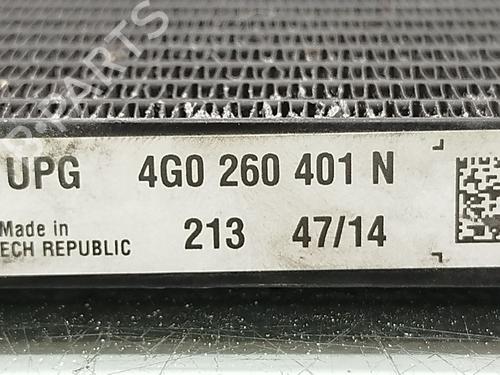 UPG 4G0 260 401 N
Made in 213 47/14
ECH REPUBLIC